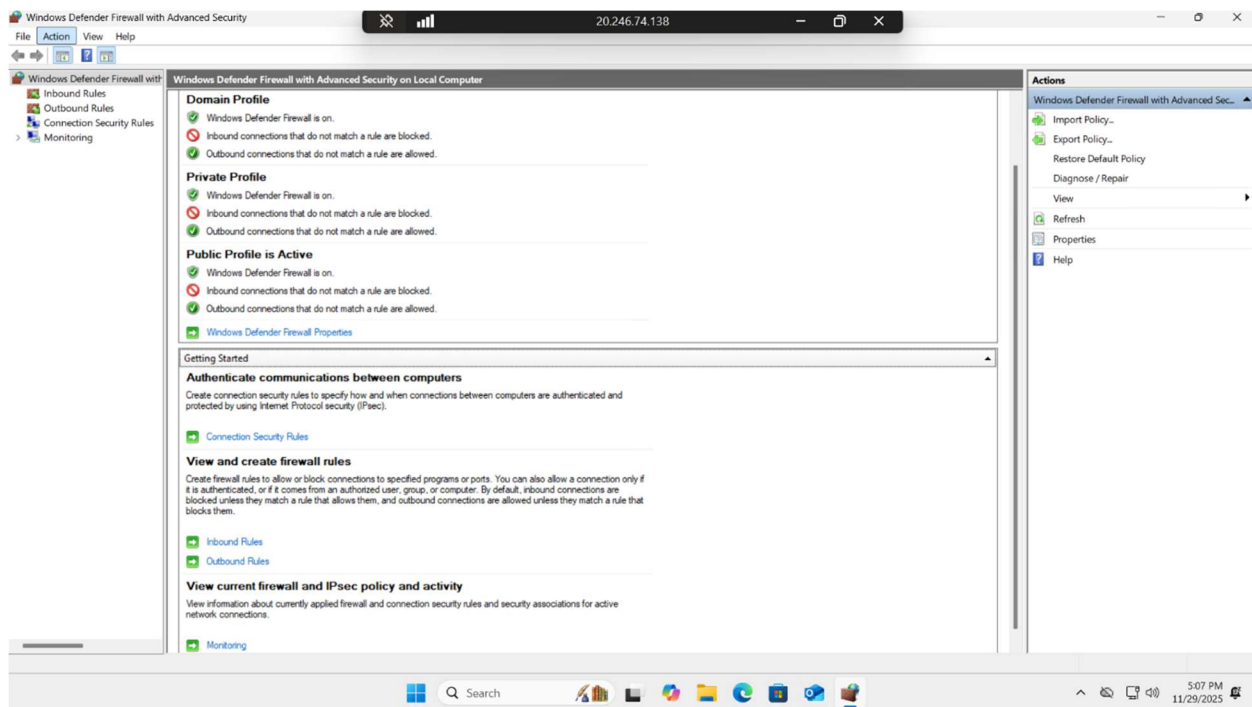 Windows Defender Firewall with Advanced Security
20.246.74.138
File Action View Help
Windows Defender Firewall with
Inbound Rules
Outbound Rules
Connection Security Rules
Monitoring
Windows Defender Firewall with Advanced Security on Local Computer
Domain Profile
Windows Defender Firewall is on.
Inbound connections that do not match a rule are blocked.
Outbound connections that do not match a rule are allowed.
Private Profile
Windows Defender Firewall is on.
Inbound connections that do not match a rule are blocked.
Outbound connections that do not match a rule are allowed.
Public Profile is Active
Windows Defender Firewall is on.
Inbound connections that do not match a rule are blocked.
Outbound connections that do not match a rule are allowed.
Windows Defender Firewall Properties
Getting Started
Authenticate communications between computers
Create connection security rules to specify how and when connections between computers are authenticated and
protected by using Internet Protocol security (IPsec).
Connection Security Rules
View and create firewall rules
Create firewall rules to allow or block connections to specified programs or ports. You can also allow a connection only if
it is authenticated, or if it comes from an authorized user, group, or computer. By default, inbound connections are
blocked unless they match a rule that allows them, and outbound connections are allowed unless they match a rule that
blocks them.
Inbound Rules
Outbound Rules
View current firewall and IPsec policy and activity
View information about currently applied firewall and connection security rules and security associations for active
network connections.
Monitoring
Actions
Windows Defender Firewall with Advanced Sec...
Import Policy...
Export Policy...
Restore Default Policy
Diagnose / Repair
View
Refresh
Properties
Help
Search
5:07 PM
11/29/2025